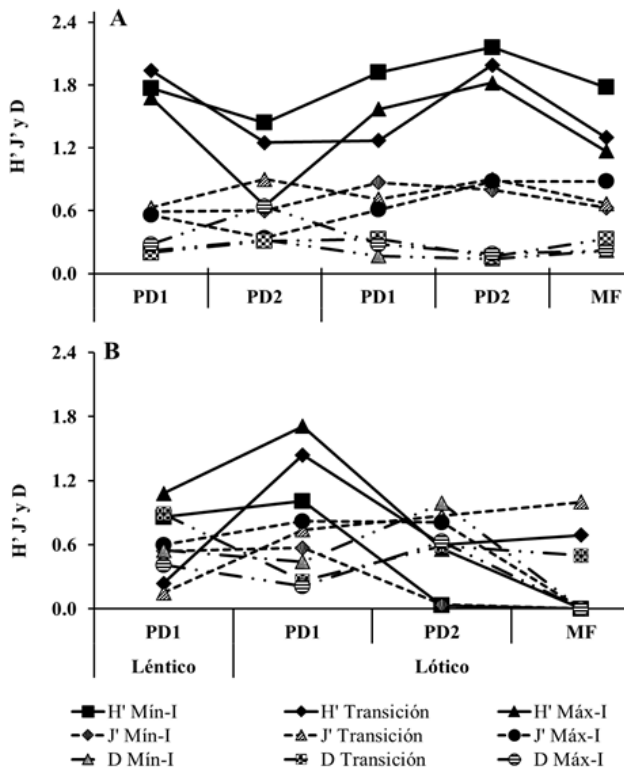 A
H' J' y D
2.4
1.8
1.2
0.6
0.0
PD1 PD2 PD1 PD2 MF
B
H' J' y D
2.4
1.8
1.2
0.6
0.0
PD1 PD1 PD2 MF
Léntico Lótico
H' Mín-I H' Transición H' Máx-I
J' Mín-I J' Transición J' Máx-I
D Mín-I D Transición D Máx-I